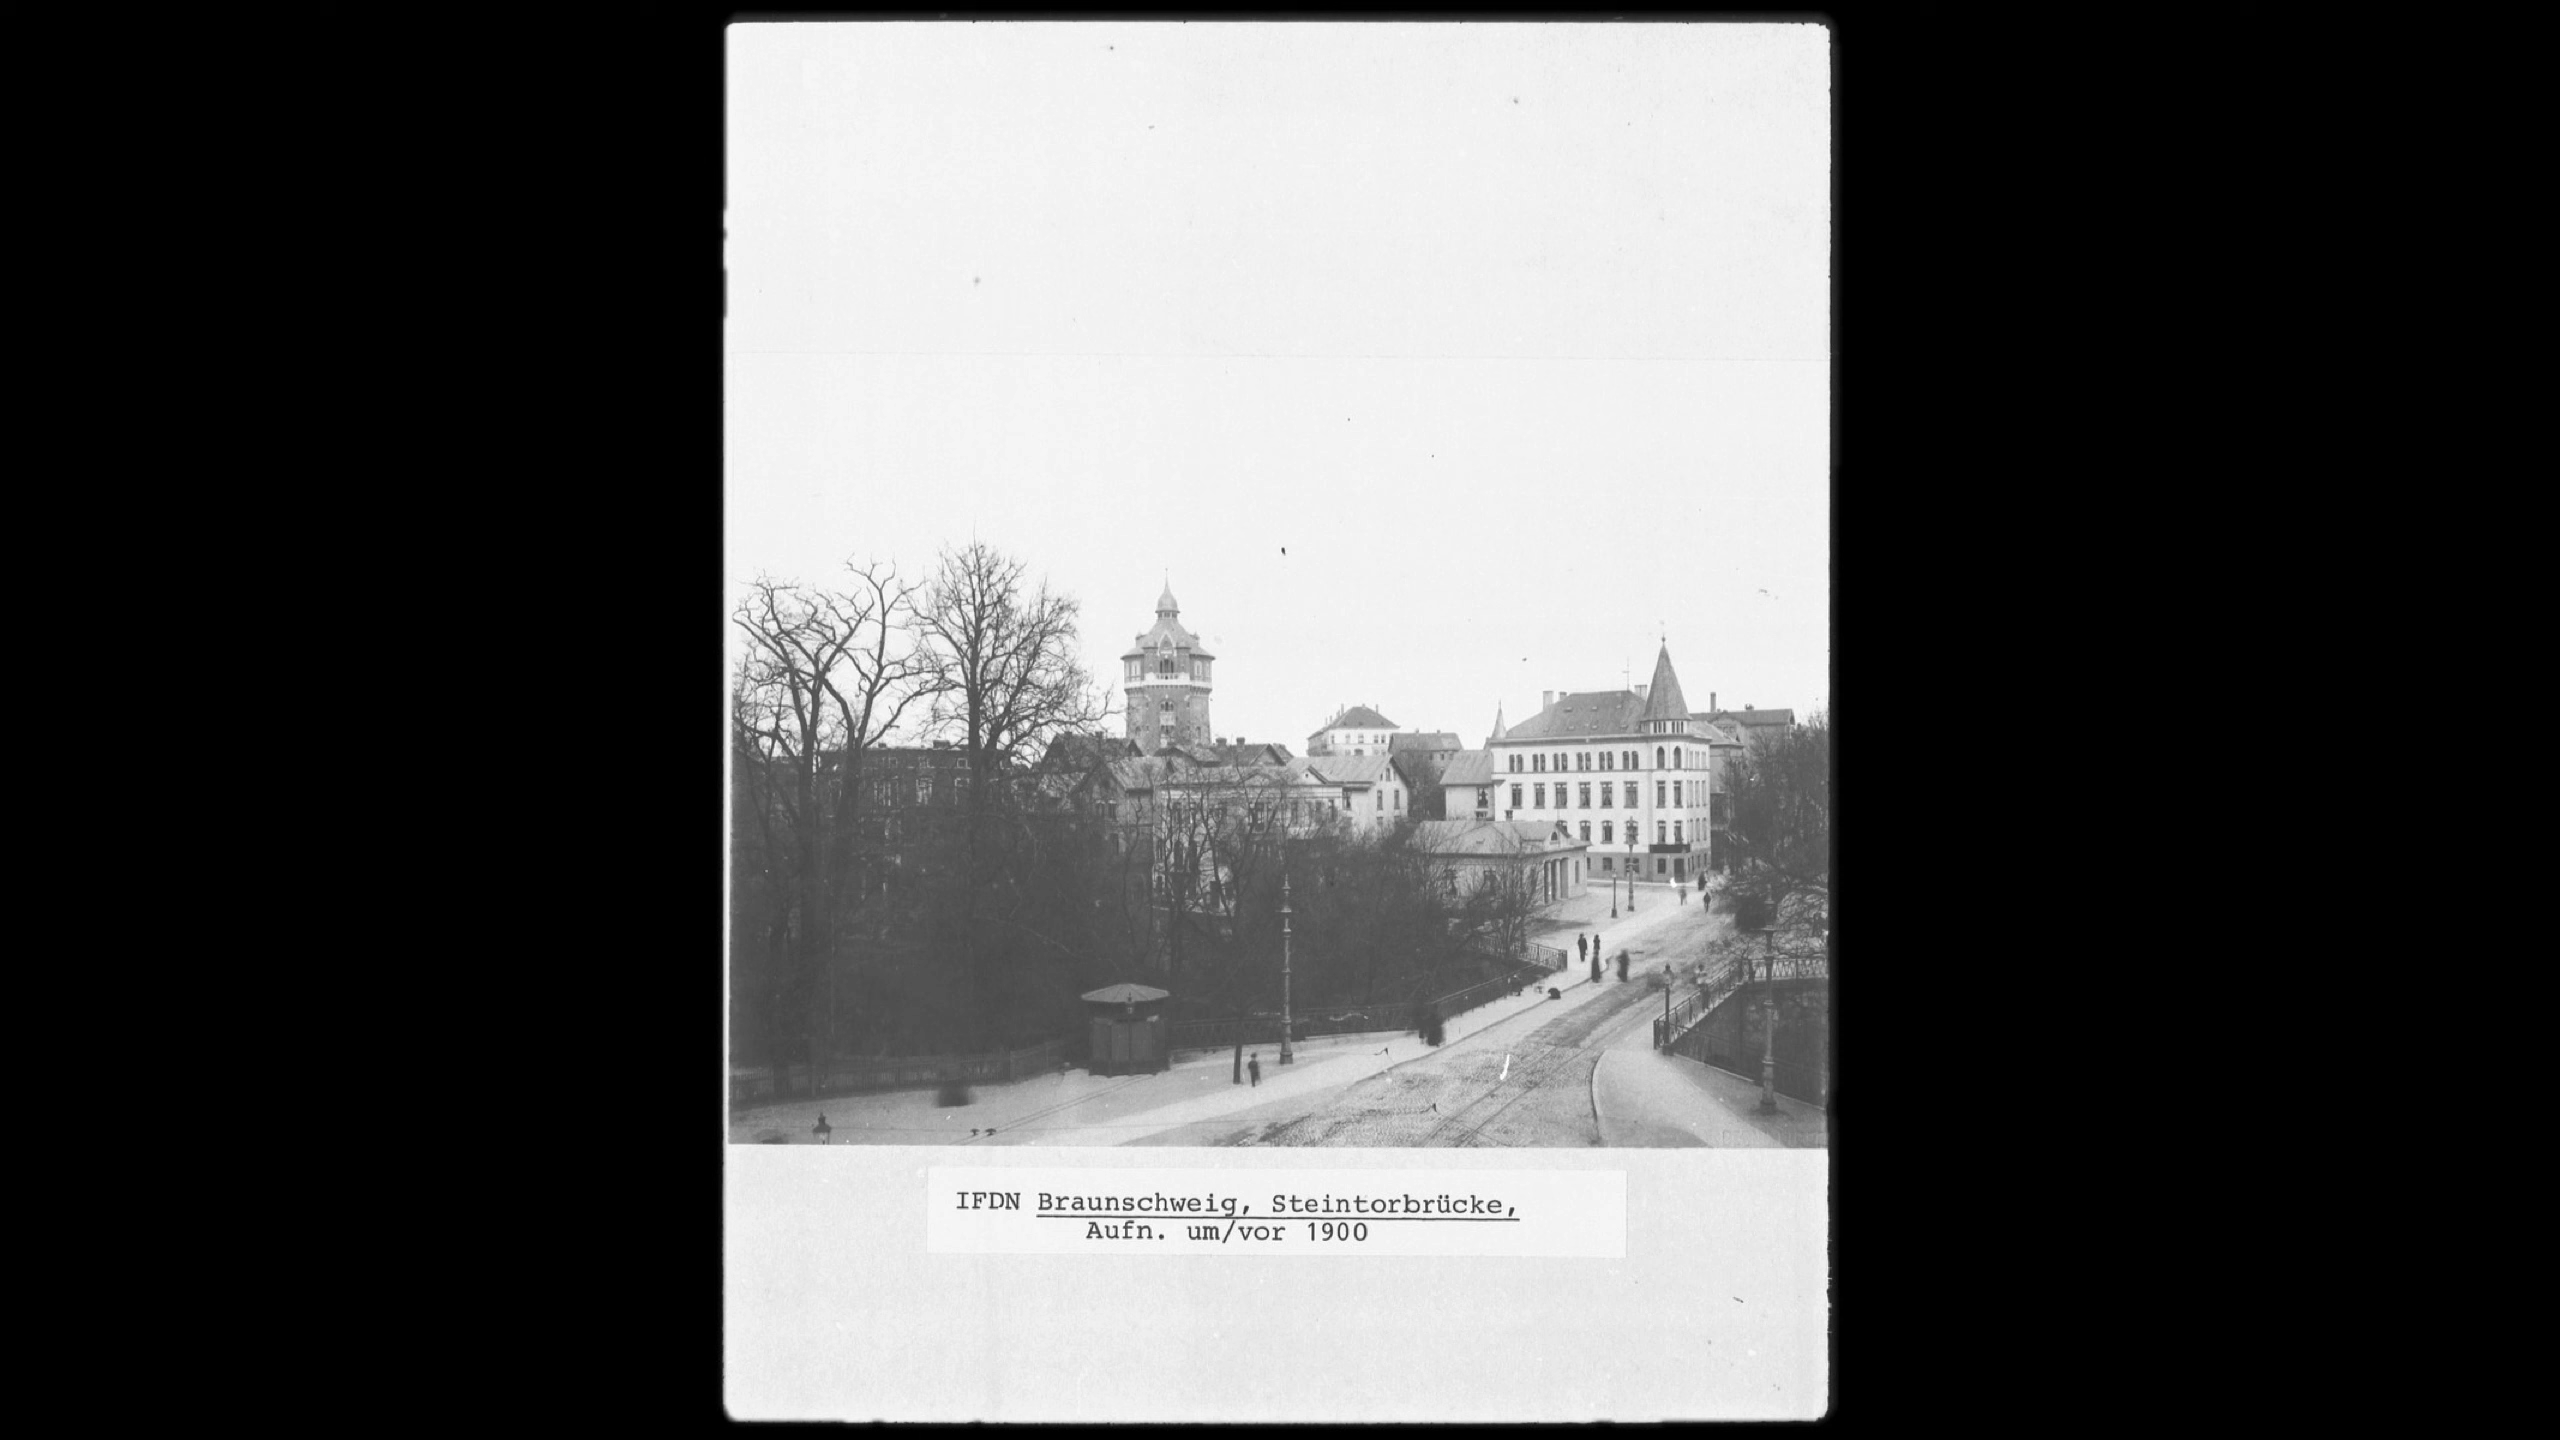 IFDN Braunschweig, Steintorbrücke,
Aufn. um/vor 1900